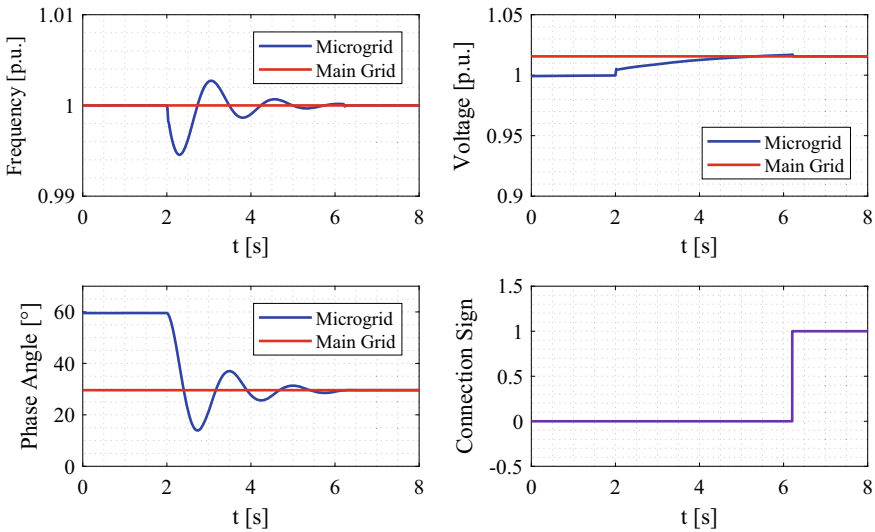 1.01
1
0.99
Frequency [p.u.]
Microgrid
Main Grid
0 2 4 6 8
t [s]
1.05
1
0.95
0.9
Voltage [p.u.]
Microgrid
Main Grid
0 2 4 6 8
t [s]
60
40
20
0
Phase Angle [°]
Microgrid
Main Grid
0 2 4 6 8
t [s]
1.5
1
0.5
0
-0.5
Connection Sign
0 2 4 6 8
t [s]